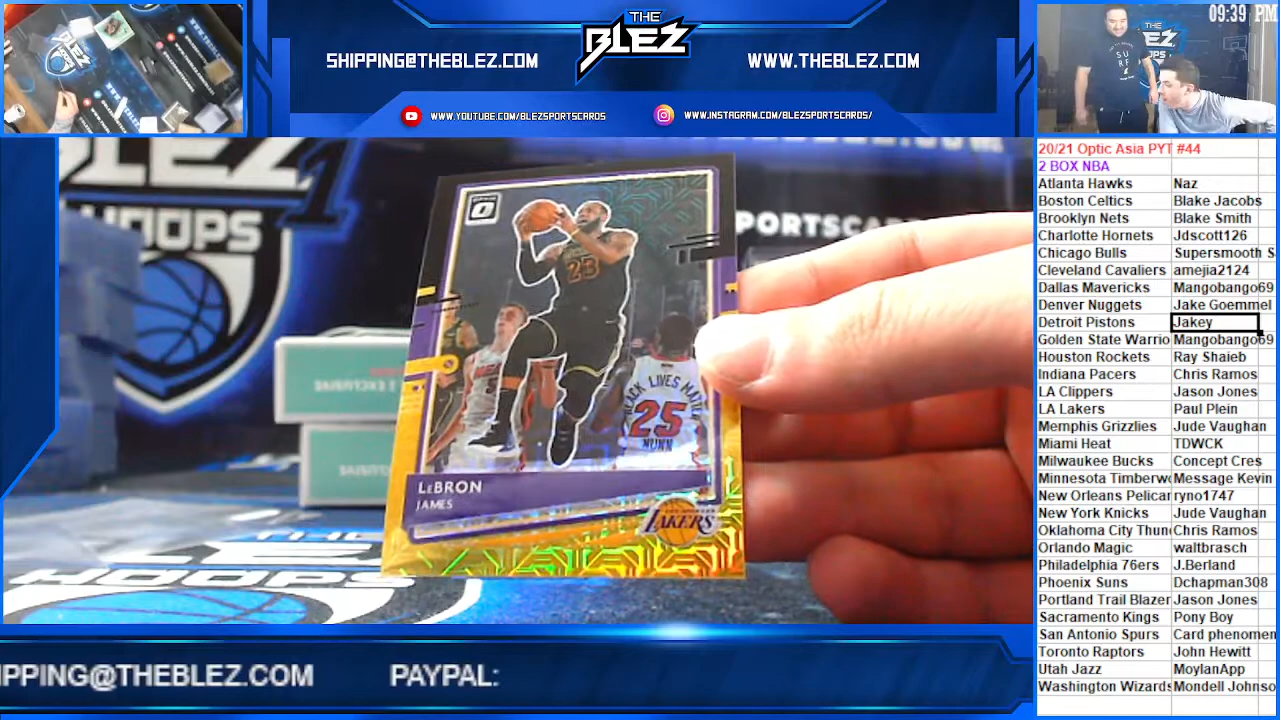 SHIPPING@THEBLEZ.COM
THE
BLEZ
WWW.THEBLEZ.COM
WWW.YOUTUBE.COM/BLEZSPORTSCARDS
WWW.INSTAGRAM.COM/BLEZSPORTSCARDS/
09:39 PM
20/21 Optic Asia PYT #44
2 BOX NBA
Atlanta Hawks Naz
Boston Celtics Blake Jacobs
Brooklyn Nets Blake Smith
Charlotte Hornets Jdscott126
Chicago Bulls Supersmooth S
Cleveland Cavaliers amejia2124
Dallas Mavericks Mangobango69
Denver Nuggets Jake Goemmel
Detroit Pistons Jakey
Golden State Warrio Mangobango69
Houston Rockets Ray Shaieb
Indiana Pacers Chris Ramos
LA Clippers Jason Jones
LA Lakers Paul Plein
Memphis Grizzlies Jude Vaughan
Miami Heat TDWCK
Milwaukee Bucks Concept Cres
Minnesota Timberw Message Kevin
New Orleans Pelicar ryno1747
New York Knicks Jude Vaughan
Oklahoma City Thun Chris Ramos
Orlando Magic waltbrasch
Philadelphia 76ers J.Berland
Phoenix Suns Dchapman308
Portland Trail Blazer Jason Jones
Sacramento Kings Pony Boy
San Antonio Spurs Card phenomen
Toronto Raptors John Hewitt
Utah Jazz MoylanApp
Washington Wizards Mondell Johnso
HOOPS
SPORTSCAR
23
BLACK LIVES MATTER
25
NUNN
LEBRON
JAMES
LAKERS
HOOPS
IPPING@THEBLEZ.COM PAYPAL: